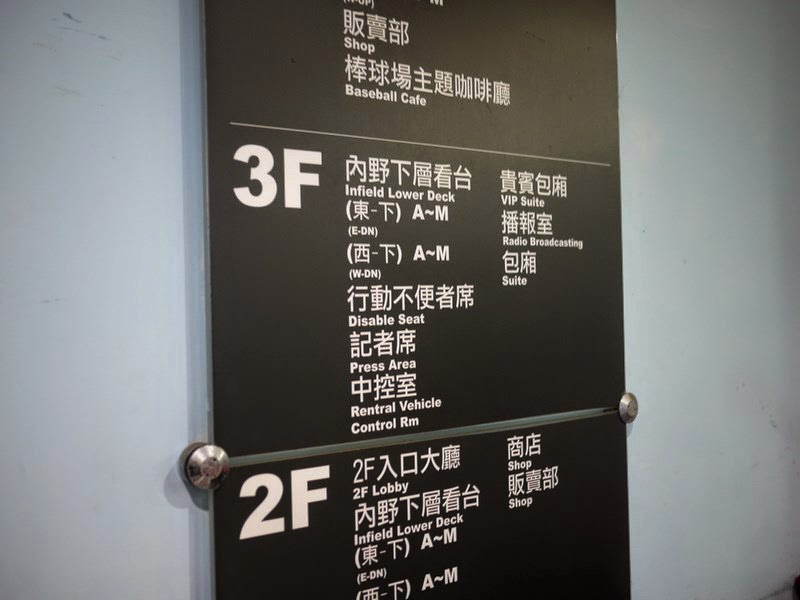 販賣部
Shop
棒球場主題咖啡廳
Baseball Cafe
3F
內野下層看台
Infield Lower Deck
(東-下) A~M
(E-DN)
(西-下) A~M
(W-DN)
行動不便者席
Disable Seat
記者席
Press Area
中控室
Rentral Vehicle
Control Rm
貴賓包廂
VIP Suite
播報室
Radio Broadcasting
包廂
Suite
2F
2F入口大廳
2F Lobby
內野下層看台
Infield Lower Deck
(東-下) A~M
(E-DN)
(西-下) A~M
商店
Shop
販賣部
Shop